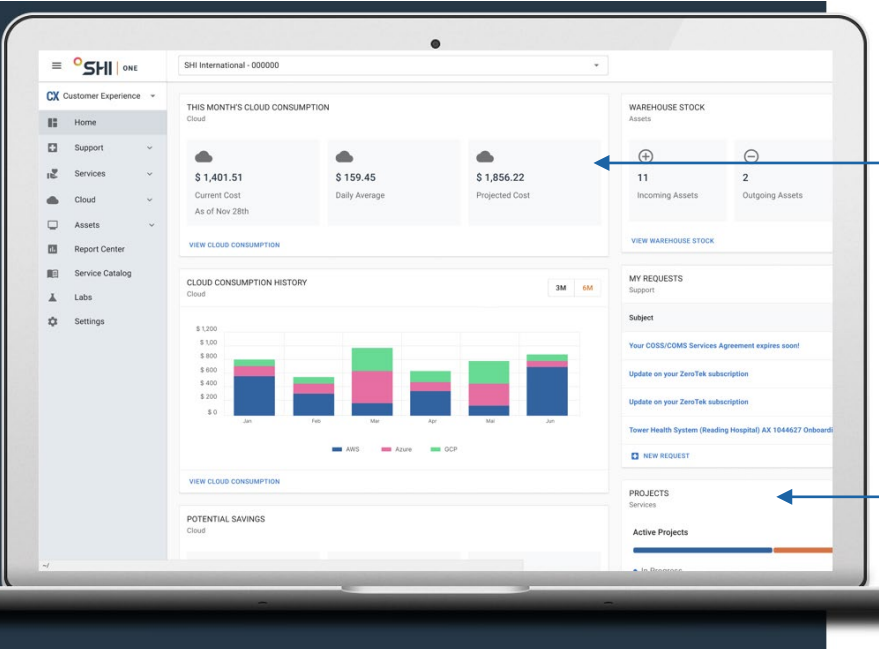 SHI | ONE
SHI International - 000000
CX Customer Experience
Home
Support
Services
Cloud
Assets
Report Center
Service Catalog
Labs
Settings
THIS MONTH'S CLOUD CONSUMPTION
Cloud
$ 1,401.51
Current Cost
As of Nov 28th
$ 159.45
Daily Average
$ 1,856.22
Projected Cost
VIEW CLOUD CONSUMPTION
WAREHOUSE STOCK
Assets
11
Incoming Assets
2
Outgoing Assets
VIEW WAREHOUSE STOCK
CLOUD CONSUMPTION HISTORY
Cloud
3M 6M
$ 1,200
$ 1,00
$ 800
$ 600
$ 400
$ 200
$ 0
Jan Feb Mar Apr Mai Jun
AWS Azure GCP
VIEW CLOUD CONSUMPTION
MY REQUESTS
Support
Subject
Your COSS/COMS Services Agreement expires soon!
Update on your ZeroTek subscription
Update on your ZeroTek subscription
Tower Health System (Reading Hospital) AX 1044627 Onboardi
NEW REQUEST
POTENTIAL SAVINGS
Cloud
PROJECTS
Services
Active Projects
In Progress
~/